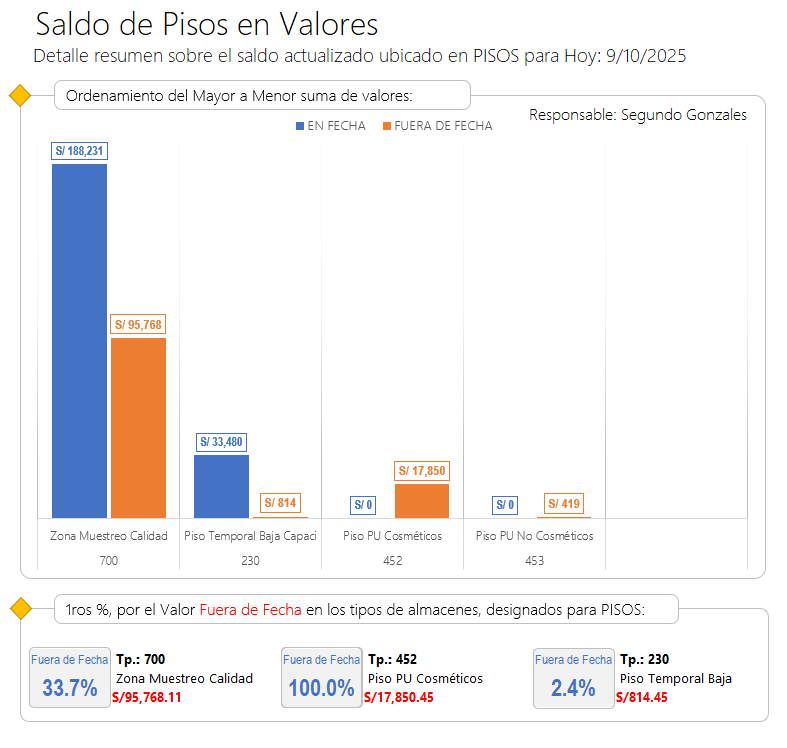 Saldo de Pisos en Valores
Detalle resumen sobre el saldo actualizado ubicado en PISOS para Hoy: 9/10/2025
Ordenamiento del Mayor a Menor suma de valores:
Responsable: Segundo Gonzales
EN FECHA FUERA DE FECHA
S/ 188,231
S/ 95,768
S/ 33,480
S/ 814
S/ 0
S/ 17,850
S/ 0
S/ 419
Zona Muestreo Calidad Piso Temporal Baja Capaci Piso PU Cosméticos Piso PU No Cosméticos
700 230 452 453
1ros %, por el Valor Fuera de Fecha en los tipos de almacenes, designados para PISOS:
Fuera de Fecha
33.7%
Tp.: 700
Zona Muestreo Calidad
S/95,768.11
Fuera de Fecha
100.0%
Tp.: 452
Piso PU Cosméticos
S/17,850.45
Fuera de Fecha
2.4%
Tp.: 230
Piso Temporal Baja
S/814.45